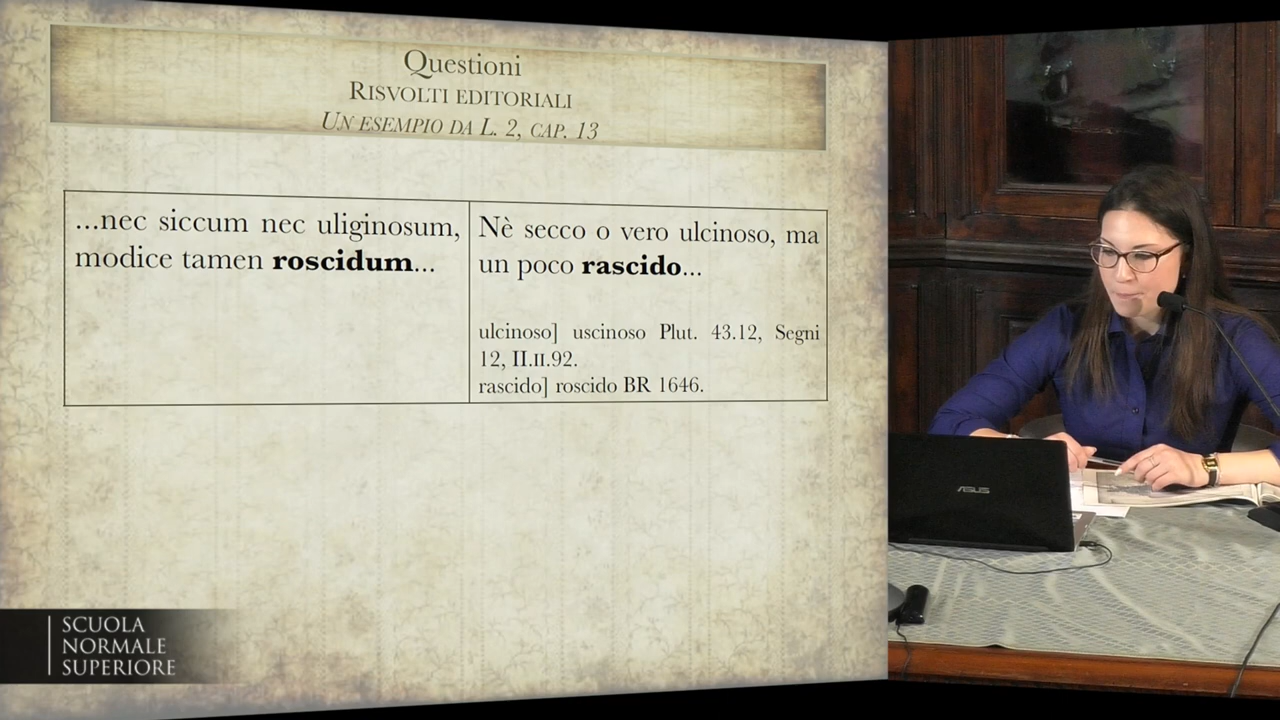 Questioni
RISVOLTI EDITORIALI
UN ESEMPIO DA L. 2, CAP. 13
...nec siccum nec uliginosum,
modice tamen roscidum...
Nè secco o vero ulcinoso, ma
un poco rascido...
ulcinoso] uscinoso Plut. 43.12, Segni
12, II.II.92.
rascido] roscido BR 1646.
SCUOLA
NORMALE
SUPERIORE
ASUS